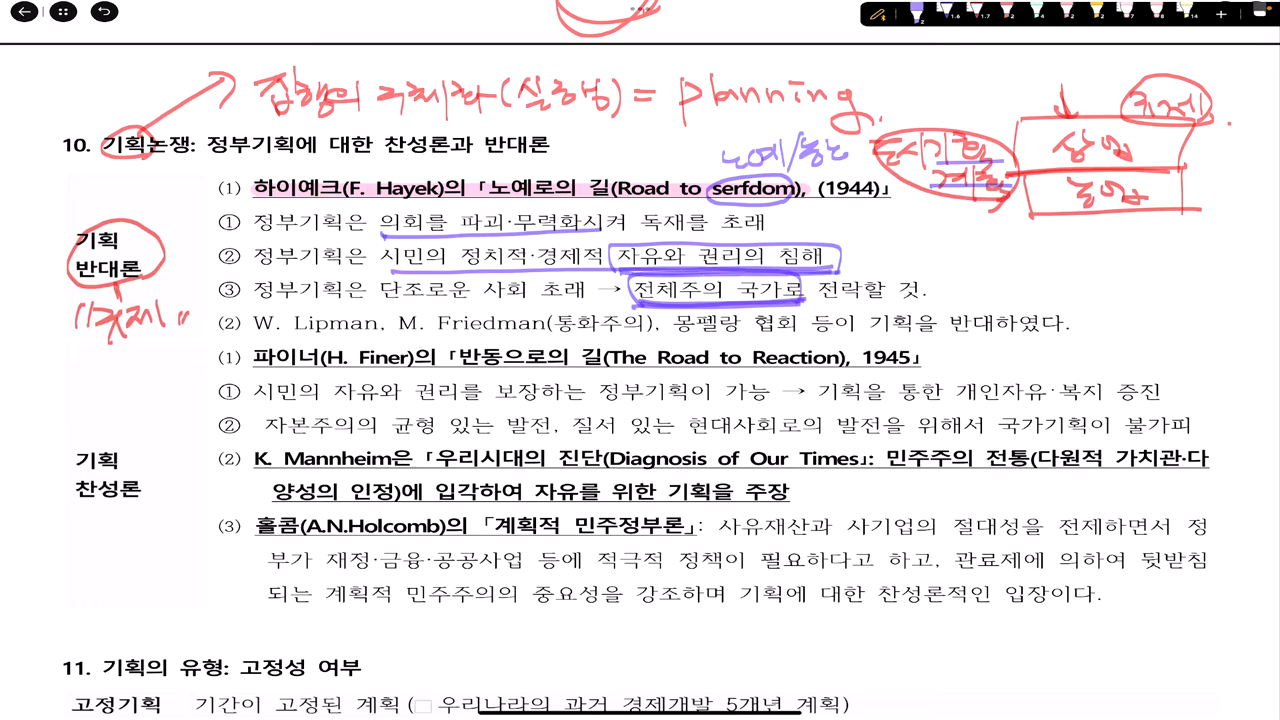 집행의 구체화(실행성) = planning
규제
10. 기획논쟁: 정부기획에 대한 찬성론과 반대론
노예/농노
도시기획
계획
상업
농업
(1) 하이예크(F. Hayek)의 「노예로의 길(Road to serfdom), (1944)」
① 정부기획은 의회를 파괴·무력화시켜 독재를 초래
기획
반대론
② 정부기획은 시민의 정치적·경제적 자유와 권리의 침해
③ 정부기획은 단조로운 사회 초래 → 전체주의 국가로 전락할 것.
"규제"
(2) W. Lipman, M. Friedman(통화주의), 몽펠랑 협회 등이 기획을 반대하였다.
(1) 파이너(H. Finer)의 「반동으로의 길(The Road to Reaction), 1945」
① 시민의 자유와 권리를 보장하는 정부기획이 가능 → 기획을 통한 개인자유·복지 증진
② 자본주의의 균형 있는 발전, 질서 있는 현대사회로의 발전을 위해서 국가기획이 불가피
기획
찬성론
(2) K. Mannheim은 「우리시대의 진단(Diagnosis of Our Times」: 민주주의 전통(다원적 가치관·다
양성의 인정)에 입각하여 자유를 위한 기획을 주장
(3) 홀콤(A.N.Holcomb)의 「계획적 민주정부론」: 사유재산과 사기업의 절대성을 전제하면서 정
부가 재정·금융·공공사업 등에 적극적 정책이 필요하다고 하고, 관료제에 의하여 뒷받침
되는 계획적 민주주의의 중요성을 강조하며 기획에 대한 찬성론적인 입장이다.
11. 기획의 유형: 고정성 여부
고정기획 기간이 고정된 계획(□ 우리나라의 과거 경제개발 5개년 계획)